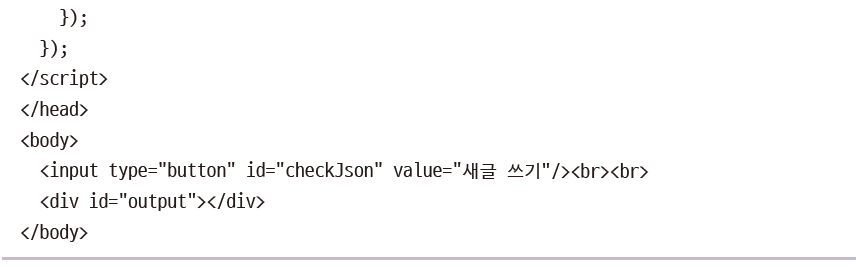 });
});
</script>
</head>
<body>
<input type="button" id="checkJson" value="새글 쓰기"/><br><br>
<div id="output"></div>
</body>